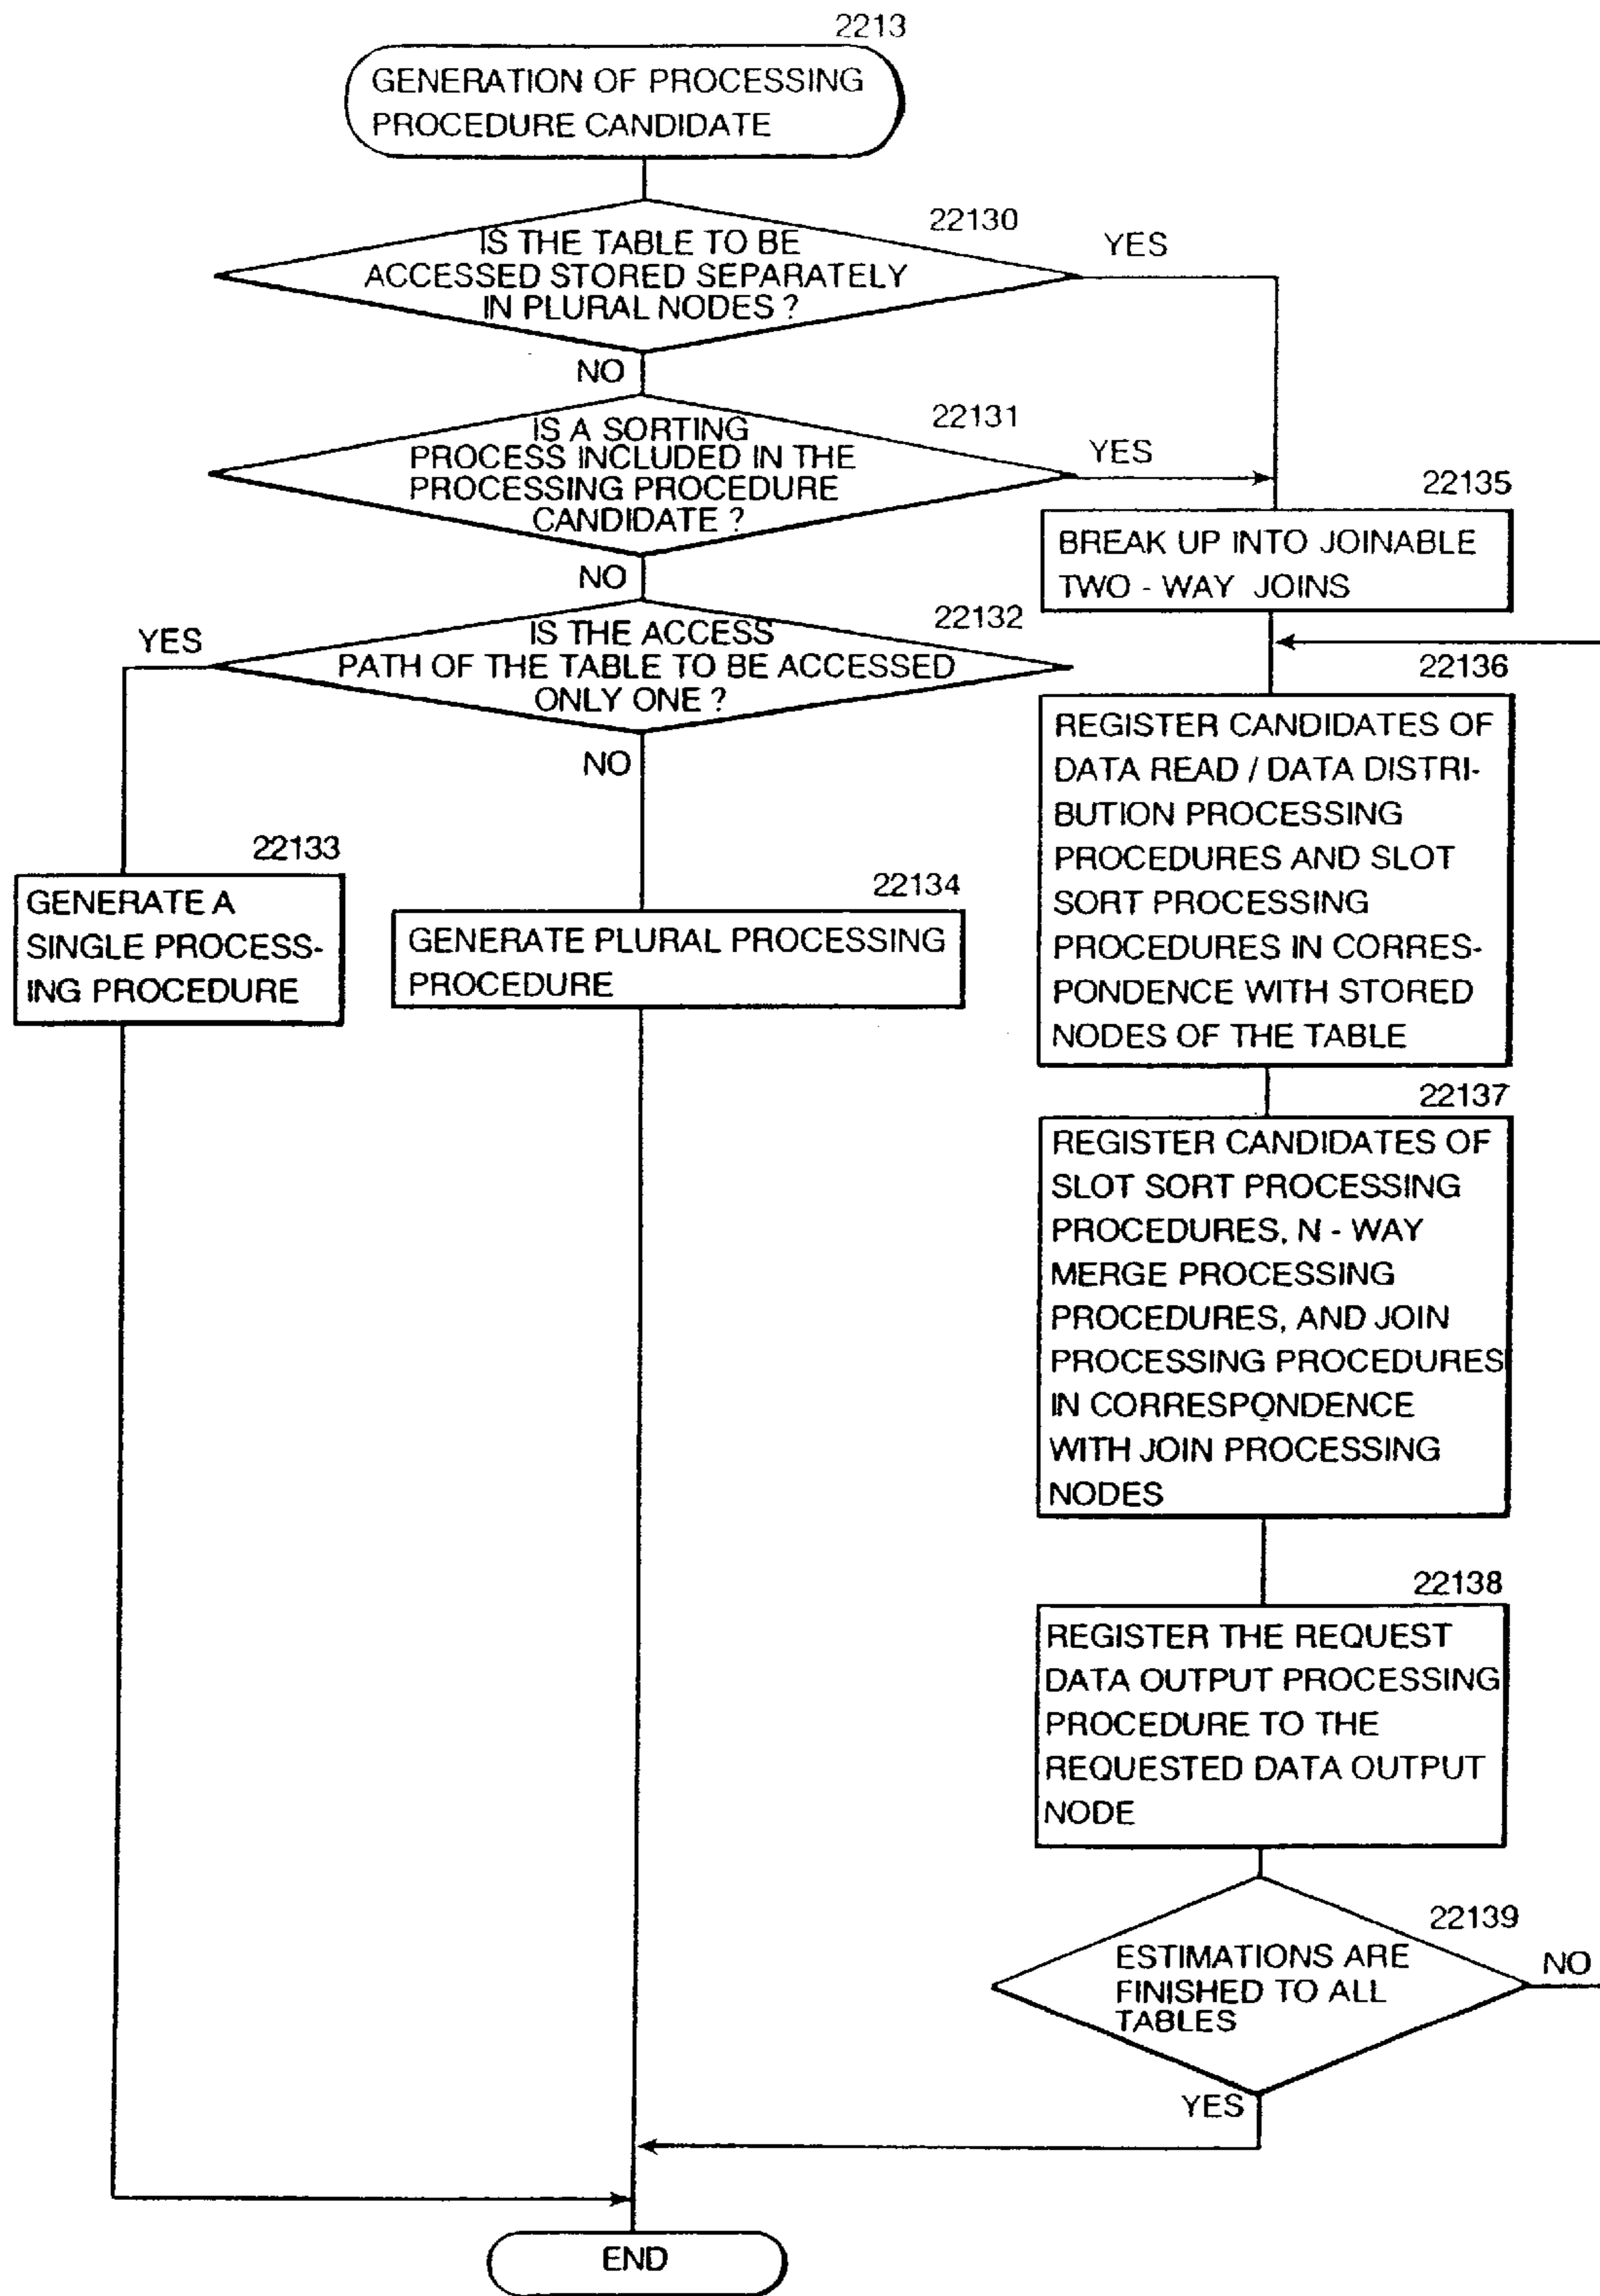 2213
GENERATION OF PROCESSING
PROCEDURE CANDIDATE
22130
IS THE TABLE TO BE
ACCESSED STORED SEPARATELY
IN PLURAL NODES ?
YES
NO
22131
IS A SORTING
PROCESS INCLUDED IN THE
PROCESSING PROCEDURE
CANDIDATE ?
YES
NO
22132
IS THE ACCESS
PATH OF THE TABLE TO BE ACCESSED
ONLY ONE ?
YES
NO
22133
GENERATE A
SINGLE PROCESS-
ING PROCEDURE
22134
GENERATE PLURAL PROCESSING
PROCEDURE
22135
BREAK UP INTO JOINABLE
TWO - WAY JOINS
22136
REGISTER CANDIDATES OF
DATA READ / DATA DISTRI-
BUTION PROCESSING
PROCEDURES AND SLOT
SORT PROCESSING
PROCEDURES IN CORRES-
PONDENCE WITH STORED
NODES OF THE TABLE
22137
REGISTER CANDIDATES OF
SLOT SORT PROCESSING
PROCEDURES, N - WAY
MERGE PROCESSING
PROCEDURES, AND JOIN
PROCESSING PROCEDURES
IN CORRESPONDENCE
WITH JOIN PROCESSING
NODES
22138
REGISTER THE REQUEST
DATA OUTPUT PROCESSING
PROCEDURE TO THE
REQUESTED DATA OUTPUT
NODE
22139
ESTIMATIONS ARE
FINISHED TO ALL
TABLES
NO
YES
END